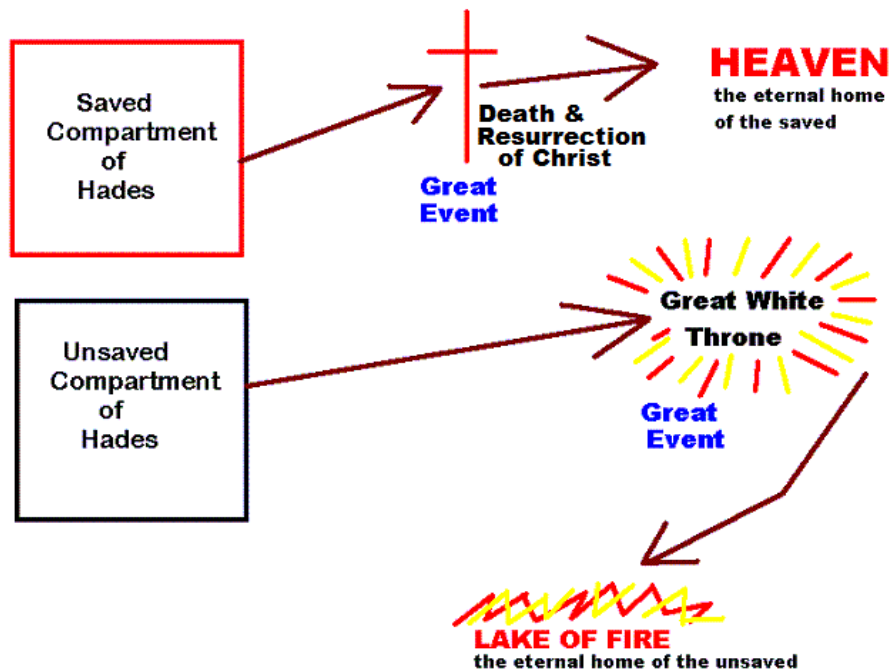 Saved
Compartment
of
Hades
Death &
Resurrection
of Christ
Great
Event
HEAVEN
the eternal home
of the saved
Unsaved
Compartment
of
Hades
Great White
Throne
Great
Event
LAKE OF FIRE
the eternal home of the unsaved